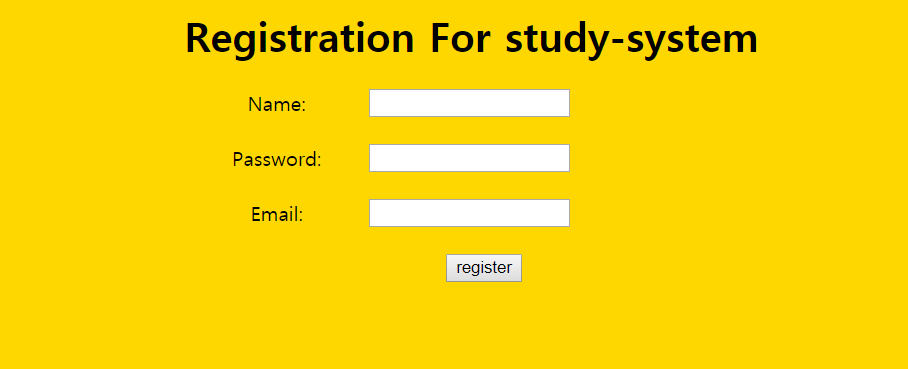 Registration For study-system
Name:
Password:
Email:
register